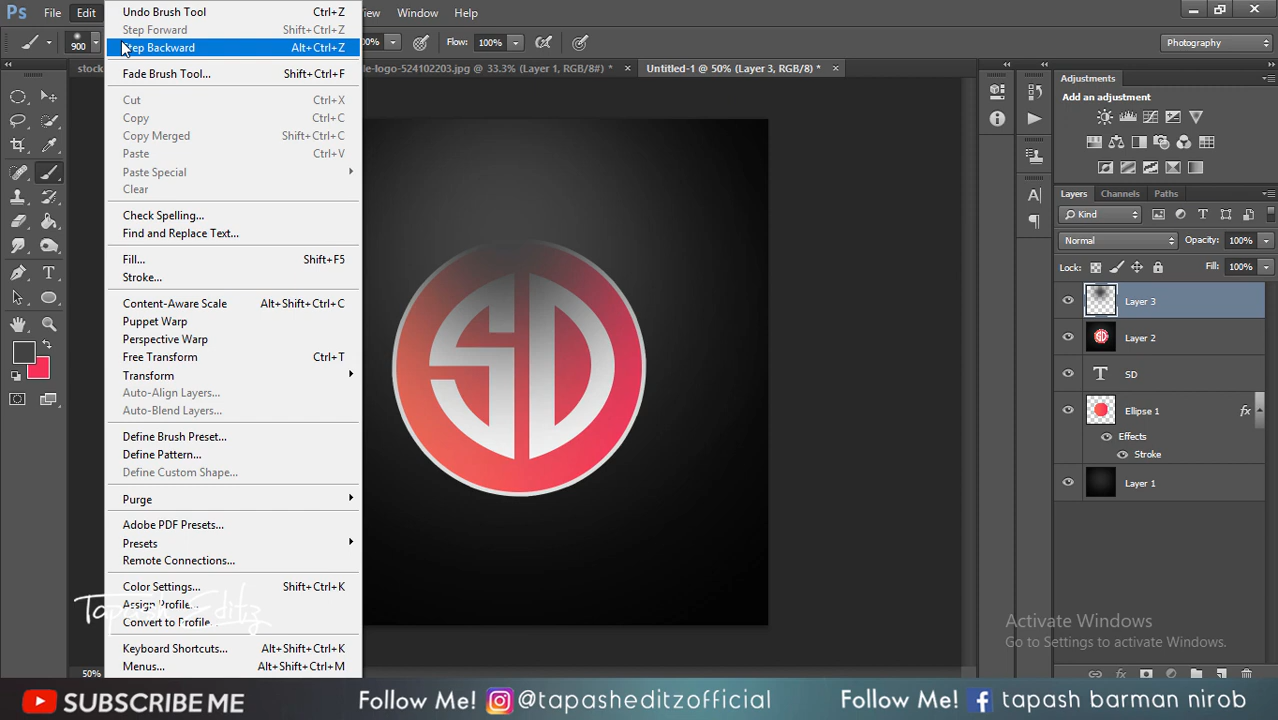 Ps File Edit View Window Help
Undo Brush Tool Ctrl+Z
Step Forward Shift+Ctrl+Z
Step Backward Alt+Ctrl+Z
Fade Brush Tool... Shift+Ctrl+F
Cut Ctrl+X
Copy Ctrl+C
Copy Merged Shift+Ctrl+C
Paste Ctrl+V
Paste Special
Clear
Check Spelling...
Find and Replace Text...
Fill... Shift+F5
Stroke...
Content-Aware Scale Alt+Shift+Ctrl+C
Puppet Warp
Perspective Warp
Free Transform Ctrl+T
Transform
Auto-Align Layers...
Auto-Blend Layers...
Define Brush Preset...
Define Pattern...
Define Custom Shape...
Purge
Adobe PDF Presets...
Presets
Remote Connections...
Color Settings... Shift+Ctrl+K
Assign Profile...
Convert to Profile...
Keyboard Shortcuts... Alt+Shift+Ctrl+K
Menus... Alt+Shift+Ctrl+M
900
Flow: 100%
Photography
stock
le-logo-524102203.jpg @ 33.3% (Layer 1, RGB/8#) *
Untitled-1 @ 50% (Layer 3, RGB/8) *
50%
SD
Adjustments
Add an adjustment
Layers Channels Paths
Kind
Normal Opacity: 100%
Lock: Fill: 100%
Layer 3
Layer 2
SD
Ellipse 1 fx
Effects
Stroke
Layer 1
Tapash Editz
Activate Windows
Go to Settings to activate Windows.
SUBSCRIBE ME Follow Me! @tapasheditzofficial Follow Me! tapash barman nirob